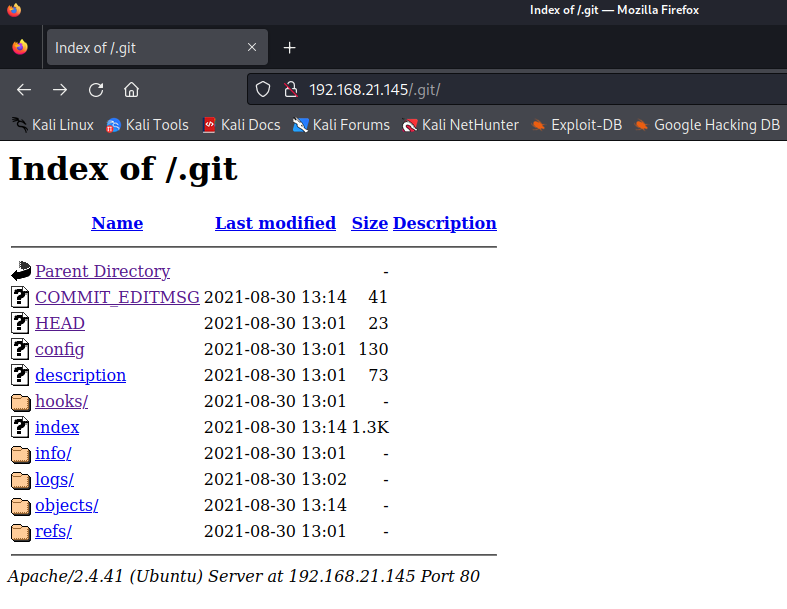 Index of /.git — Mozilla Firefox
Index of /.git
192.168.21.145/.git/
Kali Linux Kali Tools Kali Docs Kali Forums Kali NetHunter Exploit-DB Google Hacking DB
Index of /.git
Name Last modified Size Description
Parent Directory -
COMMIT_EDITMSG 2021-08-30 13:14 41
HEAD 2021-08-30 13:01 23
config 2021-08-30 13:01 130
description 2021-08-30 13:01 73
hooks/ 2021-08-30 13:01 -
index 2021-08-30 13:14 1.3K
info/ 2021-08-30 13:01 -
logs/ 2021-08-30 13:02 -
objects/ 2021-08-30 13:14 -
refs/ 2021-08-30 13:01 -
Apache/2.4.41 (Ubuntu) Server at 192.168.21.145 Port 80